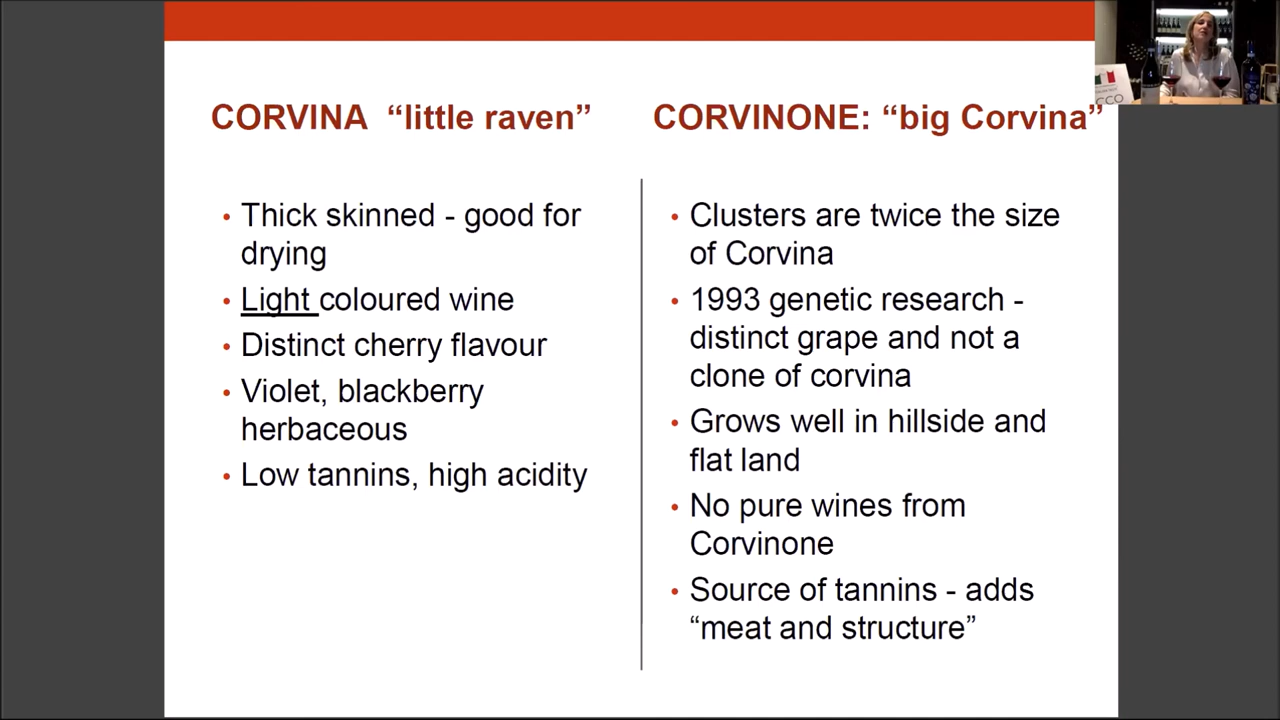 CORVINA “little raven”
Thick skinned - good for
drying
Light coloured wine
Distinct cherry flavour
Violet, blackberry
herbaceous
Low tannins, high acidity
CORVINONE: “big Corvina”
Clusters are twice the size
of Corvina
1993 genetic research -
distinct grape and not a
clone of corvina
Grows well in hillside and
flat land
No pure wines from
Corvinone
Source of tannins - adds
“meat and structure”